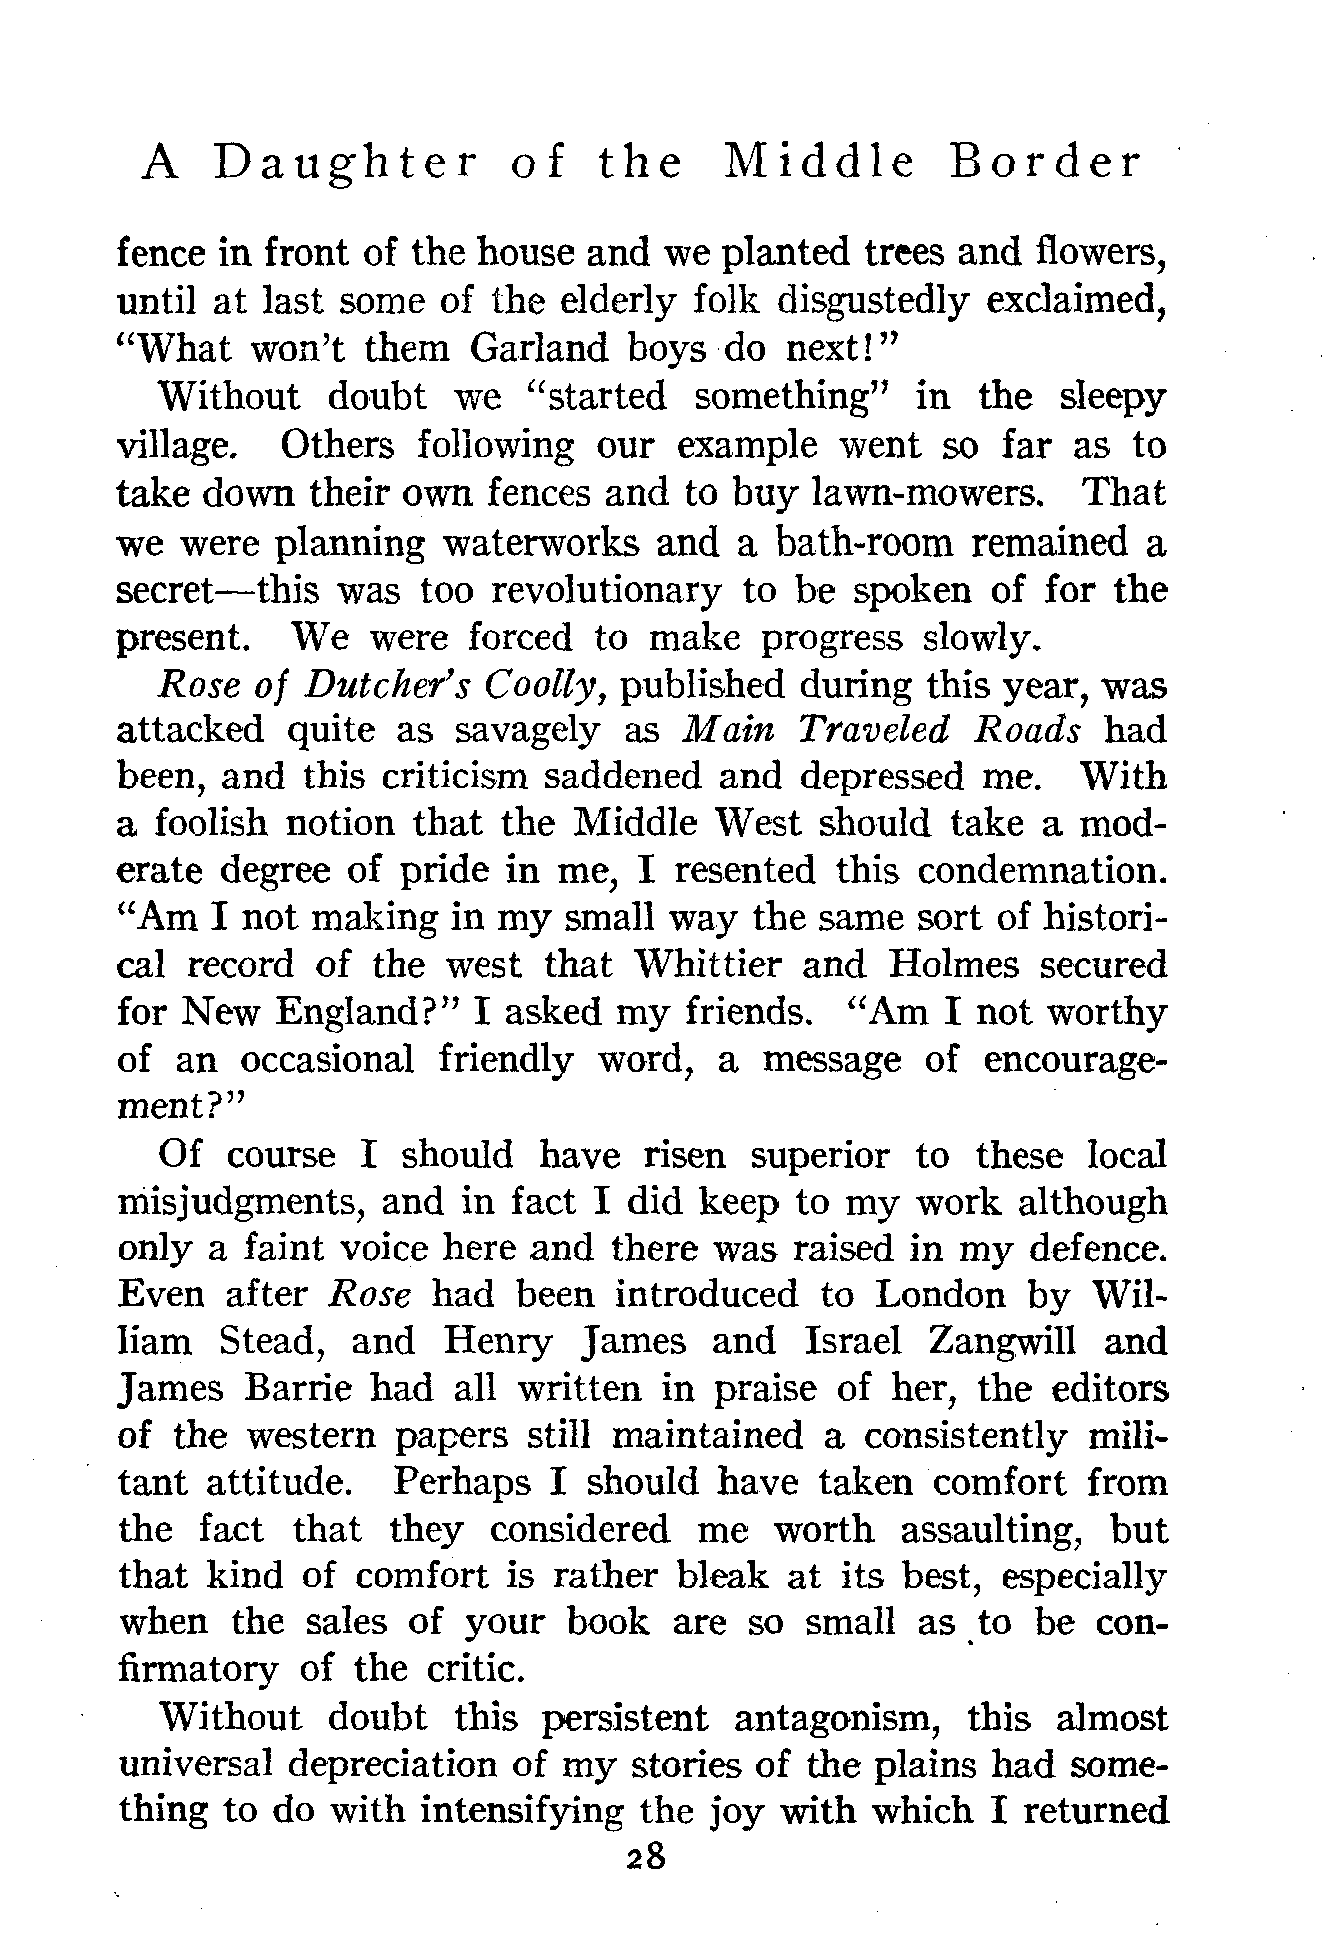 A Daughter of the Middle Border
fence in front of the house and we planted trees and flowers,
until at last some of the elderly folk disgustedly exclaimed,
“What won’t them Garland boys do next!”
Without doubt we “started something” in the sleepy
village. Others following our example went so far as to
take down their own fences and to buy lawn-mowers. That
we were planning waterworks and a bath-room remained a
secret—this was too revolutionary to be spoken of for the
present. We were forced to make progress slowly.
Rose of Dutcher’s Coolly, published during this year, was
attacked quite as savagely as Main Traveled Roads had
been, and this criticism saddened and depressed me. With
a foolish notion that the Middle West should take a mod-
erate degree of pride in me, I resented this condemnation.
“Am I not making in my small way the same sort of histori-
cal record of the west that Whittier and Holmes secured
for New England?” I asked my friends. “Am I not worthy
of an occasional friendly word, a message of encourage-
ment?”
Of course I should have risen superior to these local
misjudgments, and in fact I did keep to my work although
only a faint voice here and there was raised in my defence.
Even after Rose had been introduced to London by Wil-
liam Stead, and Henry James and Israel Zangwill and
James Barrie had all written in praise of her, the editors
of the western papers still maintained a consistently mili-
tant attitude. Perhaps I should have taken comfort from
the fact that they considered me worth assaulting, but
that kind of comfort is rather bleak at its best, especially
when the sales of your book are so small as to be con-
firmatory of the critic.
Without doubt this persistent antagonism, this almost
universal depreciation of my stories of the plains had some-
thing to do with intensifying the joy with which I returned
28